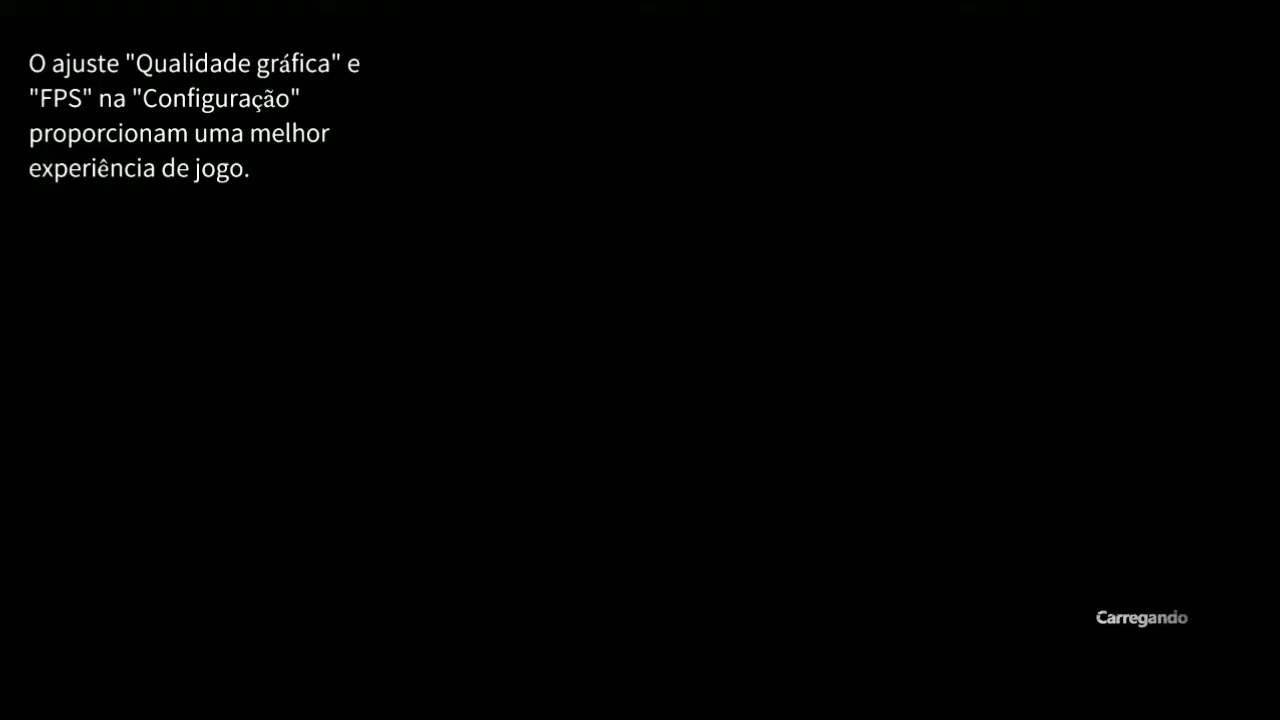 O ajuste "Qualidade gráfica" e
"FPS" na "Configuração"
proporcionam uma melhor
experiência de jogo.
Carregando